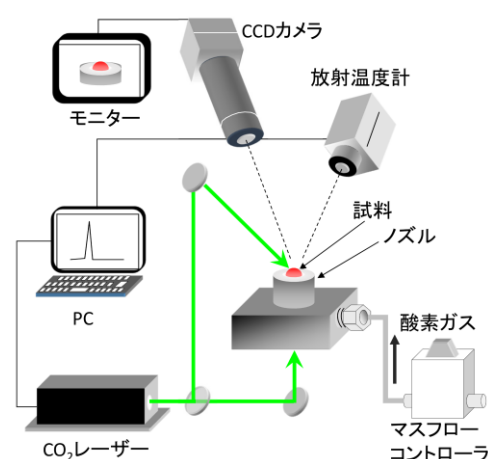 CCDカメラ
放射温度計
モニター
試料
ノズル
PC
酸素ガス
CO₂レーザー
マスフロー
コントローラ